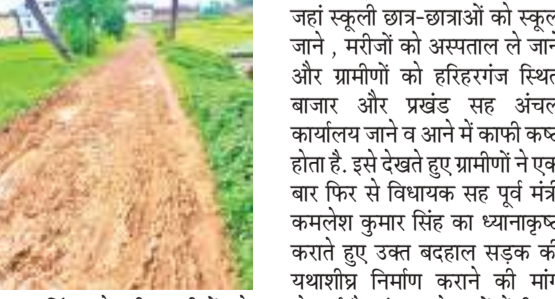 जहां स्कूली छात्र-छात्राओं को स्कूल
जाने , मरीजों को अस्पताल ले जाने
और ग्रामीणों को हरिहरगंज स्थित
बाजार और प्रखंड सह अंचल
कार्यालय जाने व आने में काफी कष्ट
होता है. इसे देखते हुए ग्रामीणों ने एक
बार फिर से विधायक सह पूर्व मंत्री
कमलेश कुमार सिंह का ध्यानाकृष्ट
कराते हुए उक्त बदहाल सड़क की
यथाशीघ्र निर्माण कराने की मांग